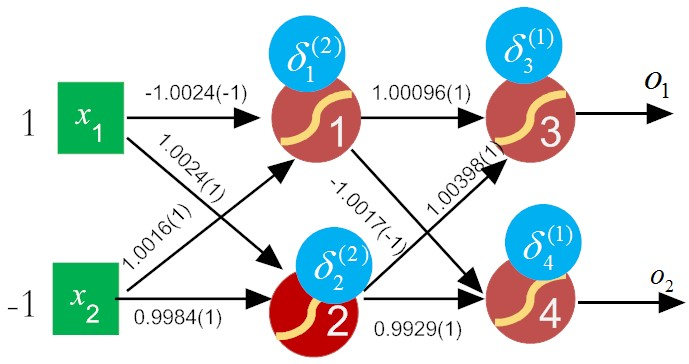 δ₁⁽²⁾
δ₃⁽¹⁾
1
x₁
-1.0024(-1)
1
1.00096(1)
3
o₁
1.0024(1)
1.0016(1)
-1.0017(-1)
1.00398(1)
-1
x₂
0.9984(1)
δ₂⁽²⁾
2
0.9929(1)
δ₄⁽¹⁾
4
o₂